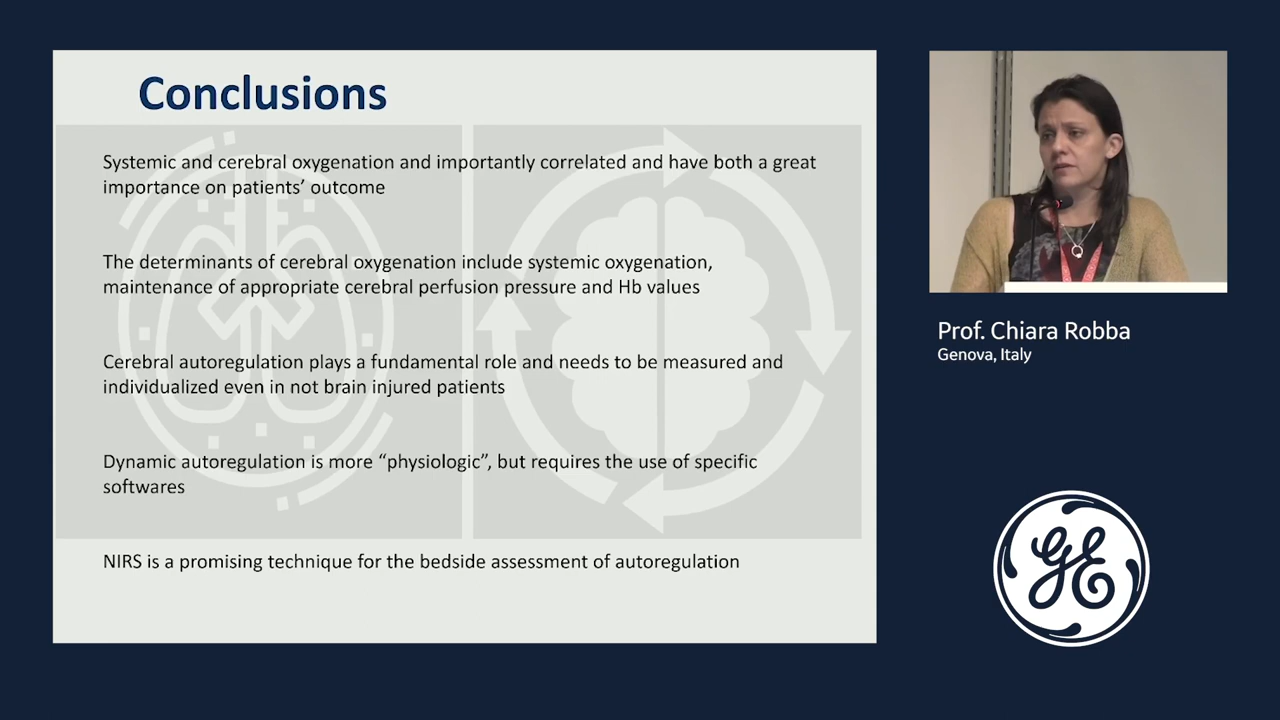 Conclusions
Systemic and cerebral oxygenation and importantly correlated and have both a great
importance on patients’ outcome
The determinants of cerebral oxygenation include systemic oxygenation,
maintenance of appropriate cerebral perfusion pressure and Hb values
Cerebral autoregulation plays a fundamental role and needs to be measured and
individualized even in not brain injured patients
Dynamic autoregulation is more “physiologic”, but requires the use of specific
softwares
NIRS is a promising technique for the bedside assessment of autoregulation
Prof. Chiara Robba
Genova, Italy
GE